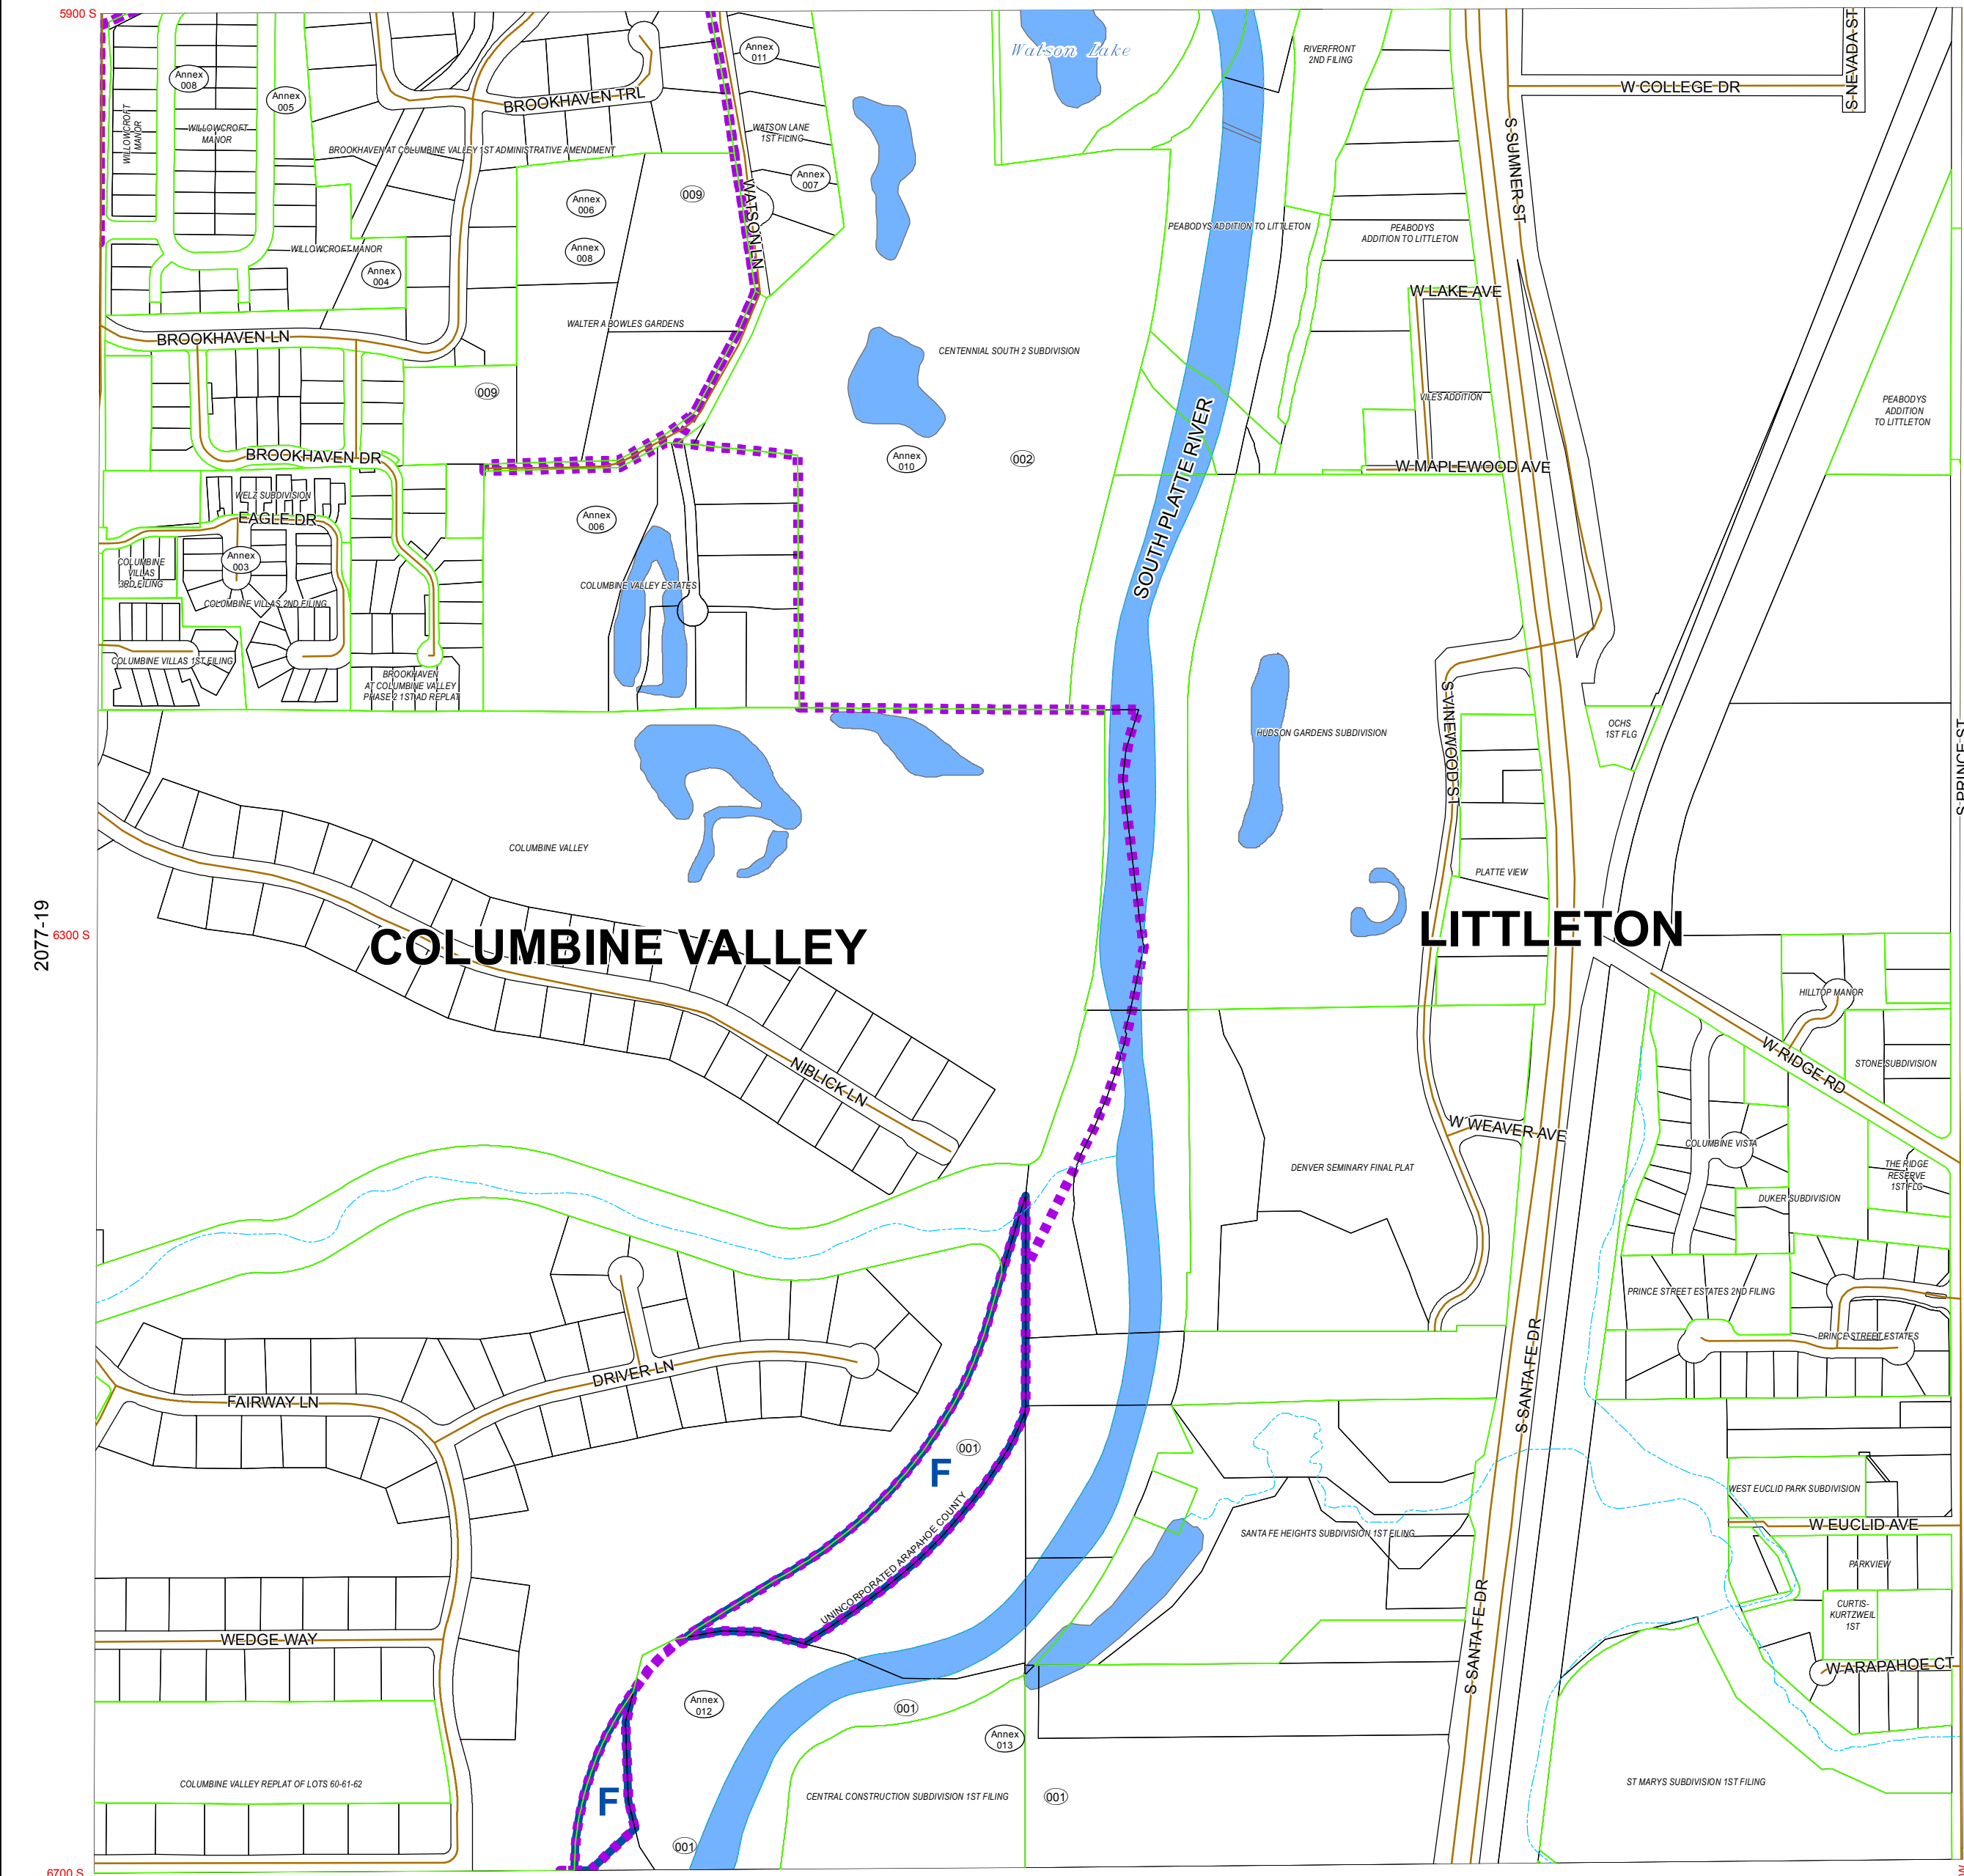 5900 S
Annex
011
Watson Lake
RIVERFRONT
2ND FILING
Annex
008
Annex
005
BROOKHAVEN TRL
W COLLEGE DR
S NEVADA ST
WILLOWCROFT
MANOR
WILLOWCROFT
MANOR
WATSON LANE
1ST FILING
BROOKHAVEN AT COLUMBINE VALLEY 1ST ADMINISTRATIVE AMENDMENT
S SUMNER ST
Annex
007
Annex
006
009
WATSON LN
PEABODYS ADDITION TO LITTLETON
PEABODYS
ADDITION TO LITTLETON
WILLOWCROFT MANOR
Annex
008
Annex
004
W LAKE AVE
WALTER A BOWLES GARDENS
BROOKHAVEN LN
CENTENNIAL SOUTH 2 SUBDIVISION
009
VILES ADDITION
PEABODYS
ADDITION
TO LITTLETON
BROOKHAVEN DR
Annex
010
002
W MAPLEWOOD AVE
SOUTH PLATTE RIVER
WELZ SUBDIVISION
EAGLE DR
Annex
006
COLUMBINE
VILLAS
3RD FILING
Annex
003
COLUMBINE VALLEY ESTATES
COLUMBINE VILLAS 2ND FILING
COLUMBINE VILLAS 1ST FILING
BROOKHAVEN
AT COLUMBINE VALLEY
PHASE 2 1ST AD REPLAT
S VINEWOOD ST
HUDSON GARDENS SUBDIVISION
OCHS
1ST FLG
S PRINCE ST
COLUMBINE VALLEY
PLATTE VIEW
2077-19
6300 S
COLUMBINE VALLEY
LITTLETON
HILLTOP MANOR
NIBLICK LN
W RIDGE RD
STONE SUBDIVISION
W WEAVER AVE
COLUMBINE VISTA
DENVER SEMINARY FINAL PLAT
THE RIDGE
RESERVE
1ST FLG
DUKER SUBDIVISION
PRINCE STREET ESTATES 2ND FILING
PRINCE STREET ESTATES
S SANTA FE DR
DRIVER LN
FAIRWAY LN
001
F
WEST EUCLID PARK SUBDIVISION
UNINCORPORATED ARAPAHOE COUNTY
SANTA FE HEIGHTS SUBDIVISION 1ST FILING
W EUCLID AVE
PARKVIEW
CURTIS-
KURTZWEIL
1ST
WEDGE WAY
S SANTA FE DR
W ARAPAHOE CT
Annex
012
001
Annex
013
COLUMBINE VALLEY REPLAT OF LOTS 60-61-62
F
CENTRAL CONSTRUCTION SUBDIVISION 1ST FILING
001
ST MARYS SUBDIVISION 1ST FILING
001
6700 S
W